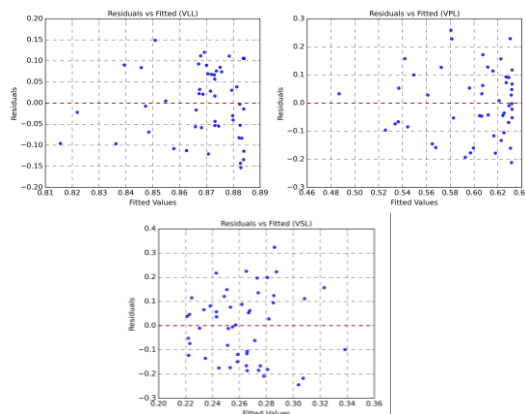 Residuals vs Fitted (VLL)
0.20
0.15
0.10
0.05
0.00
−0.05
−0.10
−0.15
−0.20
Residuals
0.81 0.82 0.83 0.84 0.85 0.86 0.87 0.88 0.89
Fitted Values
Residuals vs Fitted (VPL)
0.3
0.2
0.1
0.0
−0.1
−0.2
−0.3
Residuals
0.46 0.48 0.50 0.52 0.54 0.56 0.58 0.60 0.62 0.64
Fitted Values
Residuals vs Fitted (VSL)
0.4
0.3
0.2
0.1
0.0
−0.1
−0.2
−0.3
Residuals
0.20 0.22 0.24 0.26 0.28 0.30 0.32 0.34 0.36
Fitted Values